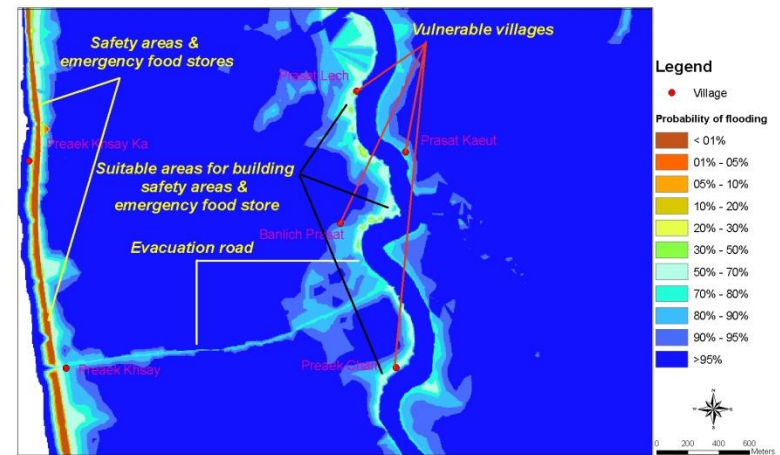 Safety areas &
emergency food stores
Vulnerable villages
Prasat Lech
Preaek Khsay Ka
Prasat Kaeut
Suitable areas for building
safety areas &
emergency food store
Banlich Prasat
Evacuation road
Preaek Khsay
Preaek Chan
Legend
Village
Probability of flooding
< 01%
01% - 05%
05% - 10%
10% - 20%
20% - 30%
30% - 50%
50% - 70%
70% - 80%
80% - 90%
90% - 95%
>95%
N
W
E
S
0 200 400 600
Meters